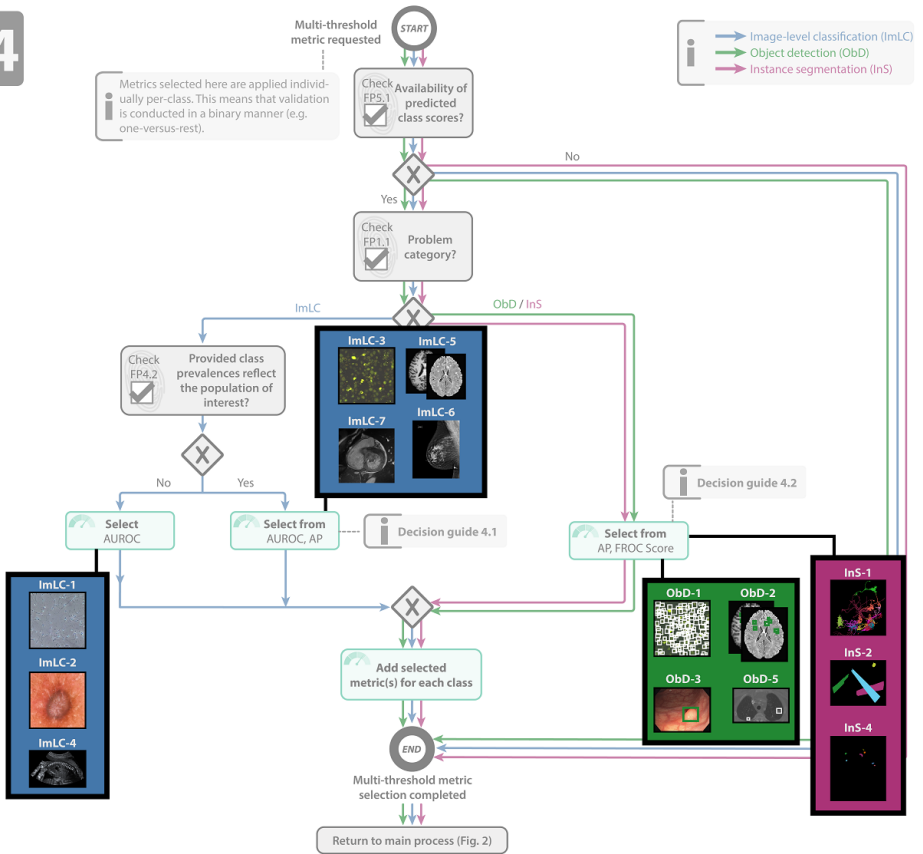 4
Multi-threshold
metric requested
START
Image-level classification (ImLC)
Object detection (ObD)
Instance segmentation (InS)
Metrics selected here are applied individ-
ually per-class. This means that validation
is conducted in a binary manner (e.g.
one-versus-rest).
Check
FP5.1
Availability of
predicted
class scores?
X
No
Yes
Check
FP1.1
Problem
category?
ImLC
X
ObD / InS
Check
FP4.2
Provided class
prevalences reflect
the population of
interest?
ImLC-3
ImLC-5
ImLC-7
ImLC-6
X
No
Yes
Select
AUROC
Select from
AUROC, AP
Decision guide 4.1
Decision guide 4.2
Select from
AP, FROC Score
ImLC-1
ImLC-2
ImLC-4
X
ObD-1
ObD-2
ObD-3
ObD-5
InS-1
InS-2
InS-4
Add selected
metric(s) for each class
END
Multi-threshold metric
selection completed
Return to main process (Fig. 2)